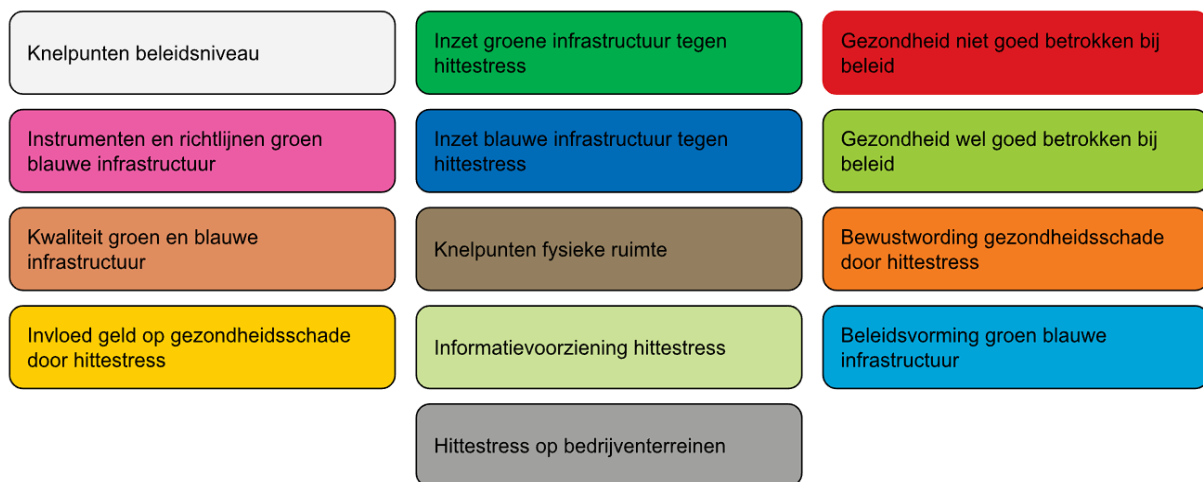 Knelpunten beleidsniveau
Inzet groene infrastructuur tegen
hittestress
Gezondheid niet goed betrokken bij
beleid
Instrumenten en richtlijnen groen
blauwe infrastructuur
Inzet blauwe infrastructuur tegen
hittestress
Gezondheid wel goed betrokken bij
beleid
Kwaliteit groen en blauwe
infrastructuur
Knelpunten fysieke ruimte
Bewustwording gezondheidsschade
door hittestress
Invloed geld op gezondheidsschade
door hittestress
Informatievoorziening hittestress
Beleidsvorming groen blauwe
infrastructuur
Hittestress op bedrijventerreinen